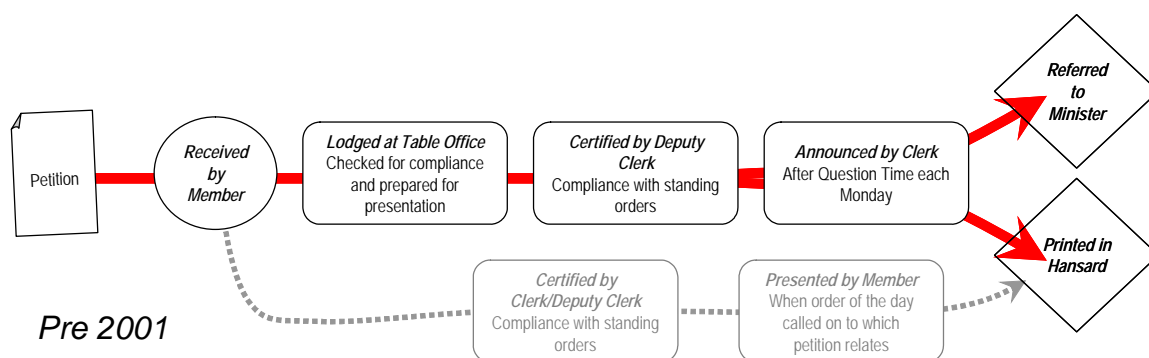 Petition
Received
by
Member
Lodged at Table Office
Checked for compliance
and prepared for
presentation
Certified by Deputy
Clerk
Compliance with standing
orders
Announced by Clerk
After Question Time each
Monday
Referred
to
Minister
Printed in
Hansard
Certified by
Clerk/Deputy Clerk
Compliance with standing
orders
Presented by Member
When order of the day
called on to which
petition relates
Pre 2001